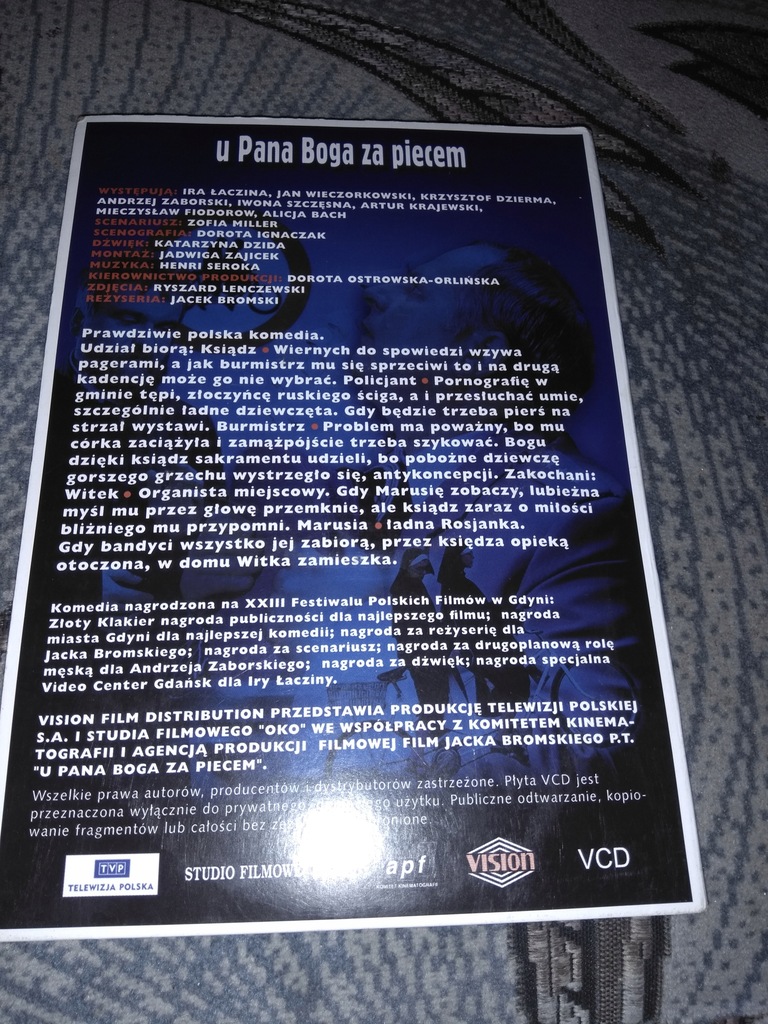 u Pana Boga za piecem
WYSTĘPUJĄ: IRA ŁACZINA, JAN WIECZORKOWSKI, KRZYSZTOF DZIERMA,
ANDRZEJ ZABORSKI, IWONA SZCZĘSNA, ARTUR KRAJEWSKI,
MIECZYSŁAW FIODOROW, ALICJA BACH
SCENARIUSZ: ZOFIA MILLER
SCENOGRAFIA: DOROTA IGNACZAK
DŹWIĘK: KATARZYNA DZIDA
MONTAŻ: JADWIGA ZAJICEK
MUZYKA: HENRI SEROKA
KIEROWNICTWO PRODUKCJI: DOROTA OSTROWSKA-ORLIŃSKA
ZDJĘCIA: RYSZARD LENCZEWSKI
REŻYSERIA: JACEK BROMSKI
Prawdziwie polska komedia.
Udział biorą: Ksiądz • Wiernych do spowiedzi wzywa
pagerami, a jak burmistrz mu się sprzeciwi to i na drugą
kadencję może go nie wybrać. Policjant • Pornografię w
gminie tępi, złoczyńcę ruskiego ściga, a i przesłuchać umie,
szczególnie ładne dziewczęta. Gdy będzie trzeba pierś na
strzał wystawi. Burmistrz • Problem ma poważny, bo mu
córka zaciążyła i zamążpójście trzeba szykować. Bogu
dzięki ksiądz sakramentu udzieli, bo pobożne dziewczę
gorszego grzechu wystrzegło się, antykoncepcji. Zakochani:
Witek • Organista miejscowy. Gdy Marusię zobaczy, lubieżna
myśl mu przez głowę przemknie, ale ksiądz zaraz o miłości
bliźniego mu przypomni. Marusia • ładna Rosjanka.
Gdy bandyci wszystko jej zabiorą, przez księdza opieką
otoczona, w domu Witka zamieszka.
Komedia nagrodzona na XXIII Festiwalu Polskich Filmów w Gdyni:
Złoty Klakier nagroda publiczności dla najlepszego filmu; nagroda
miasta Gdyni dla najlepszej komedii; nagroda za reżyserię dla
Jacka Bromskiego; nagroda za scenariusz; nagroda za drugoplanową rolę
męską dla Andrzeja Zaborskiego; nagroda za dźwięk; nagroda specjalna
Video Center Gdańsk dla Iry Łacziny.
VISION FILM DISTRIBUTION PRZEDSTAWIA PRODUKCJĘ TELEWIZJI POLSKIEJ
S.A. I STUDIA FILMOWEGO "OKO" WE WSPÓŁPRACY Z KOMITETEM KINEMA-
TOGRAFII I AGENCJĄ PRODUKCJI FILMOWEJ FILM JACKA BROMSKIEGO P.T.
"U PANA BOGA ZA PIECEM".
Wszelkie prawa autorów, producentów i dystrybutorów zastrzeżone. Płyta VCD jest
przeznaczona wyłącznie do prywatnego użytku. Publiczne odtwarzanie, kopio-
wanie fragmentów lub całości bez
TVP
TELEWIZJA POLSKA
STUDIO
apf
KOMITET KINEMATOGRAFII
VISION
VCD